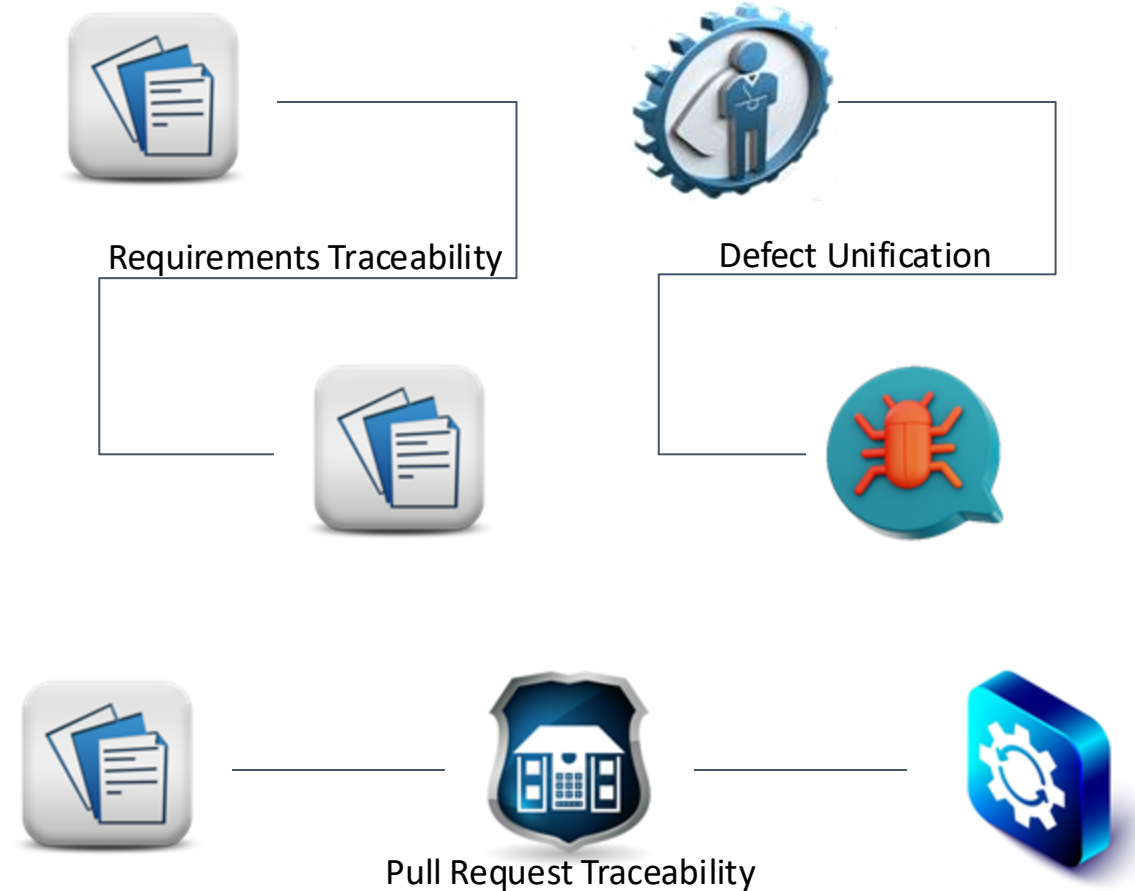 Requirements Traceability
Defect Unification
Pull Request Traceability